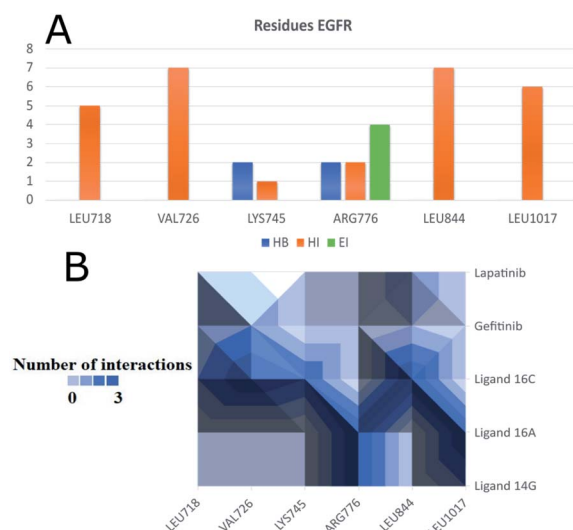 A
Residues EGFR
8
7
6
5
4
3
2
1
0
LEU718 VAL726 LYS745 ARG776 LEU844 LEU1017
HB HI EI
B
Number of interactions
0 3
Lapatinib
Gefitinib
Ligand 16C
Ligand 16A
Ligand 14G
LEU718 VAL726 LYS745 ARG776 LEU844 EU1017